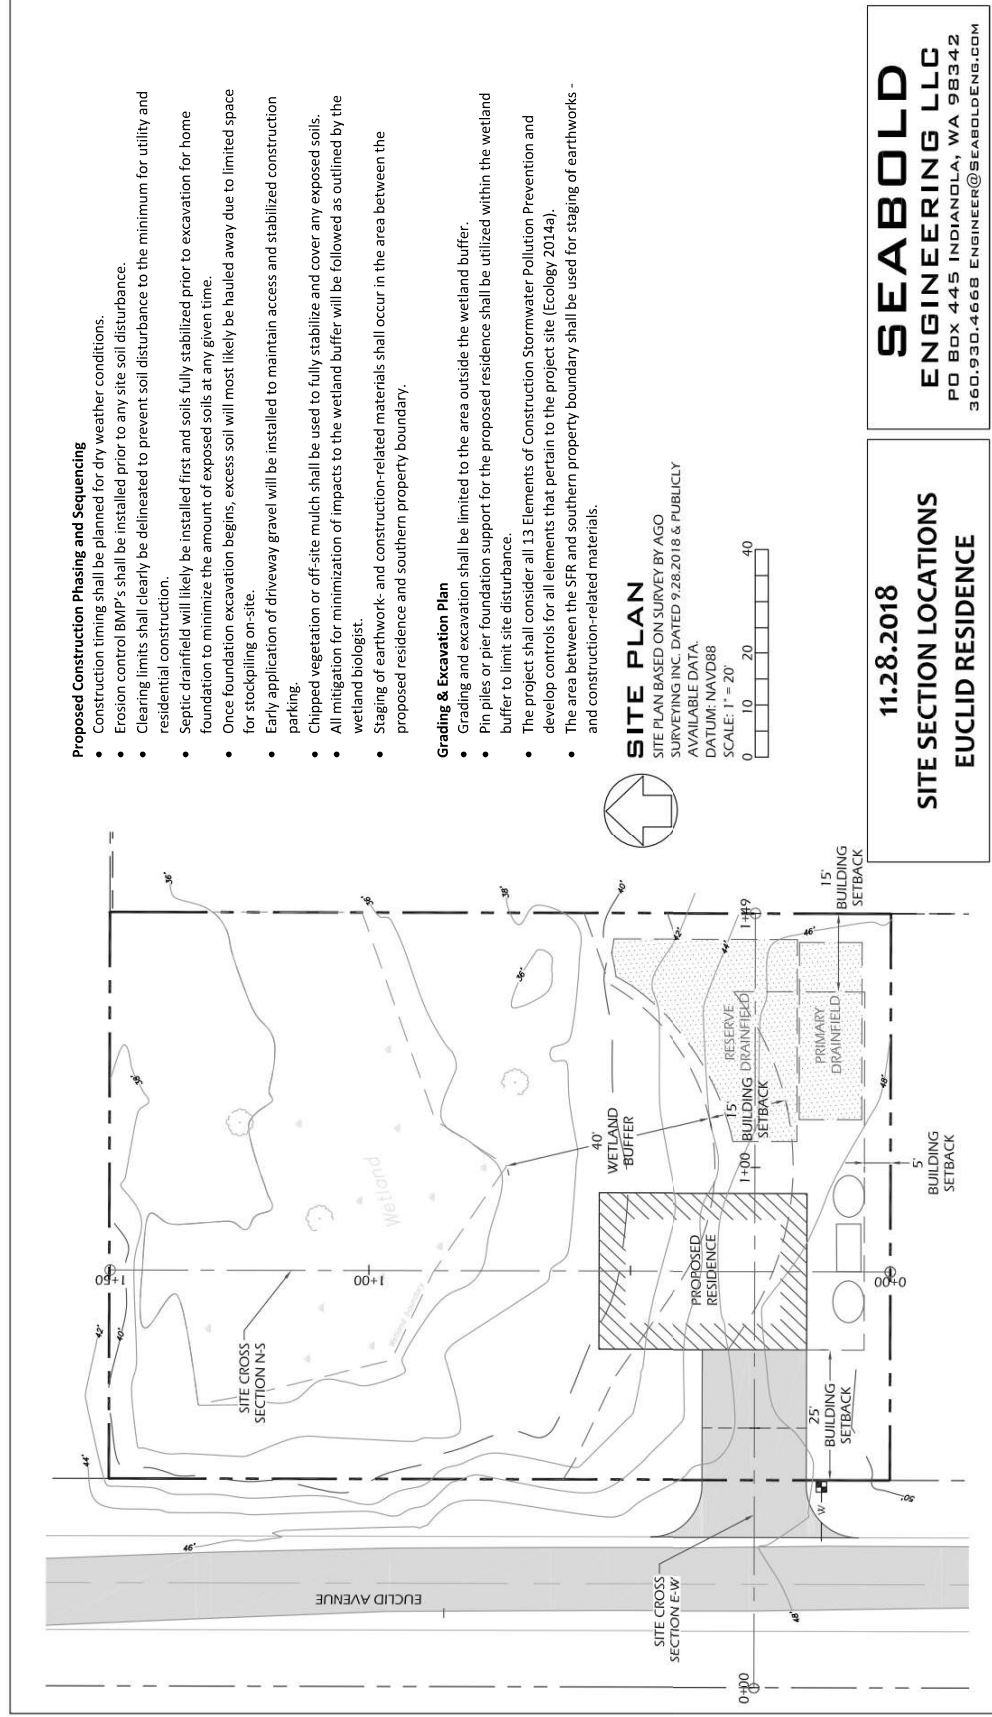 Proposed Construction Phasing and Sequencing
• Construction timing shall be planned for dry weather conditions.
• Erosion control BMP's shall be installed prior to any site soil disturbance.
• Clearing limits shall clearly be delineated to prevent soil disturbance to the minimum for utility and
residential construction.
• Septic drainfield will likely be installed first and soils fully stabilized prior to excavation for home
foundation to minimize the amount of exposed soils at any given time.
• Once foundation excavation begins, excess soil will most likely be hauled away due to limited space
for stockpiling on-site.
• Early application of driveway gravel will be installed to maintain access and stabilized construction
parking.
• Chipped vegetation or off-site mulch shall be used to fully stabilize and cover any exposed soils.
• All mitigation for minimization of impacts to the wetland buffer will be followed as outlined by the
wetland biologist.
• Staging of earthwork- and construction-related materials shall occur in the area between the
proposed residence and southern property boundary.
Grading & Excavation Plan
• Grading and excavation shall be limited to the area outside the wetland buffer.
• Pin piles or pier foundation support for the proposed residence shall be utilized within the wetland
buffer to limit site disturbance.
• The project shall consider all 13 Elements of Construction Stormwater Pollution Prevention and
develop controls for all elements that pertain to the project site (Ecology 2014a).
• The area between the SFR and southern property boundary shall be used for staging of earthworks -
and construction-related materials.
SITE PLAN
SITE PLAN BASED ON SURVEY BY AGO
SURVEYING INC. DATED 9.28.2018 & PUBLICLY
AVAILABLE DATA.
DATUM: NAVD88
SCALE: 1" = 20'
0 10 20 40
11.28.2018
SITE SECTION LOCATIONS
EUCLID RESIDENCE
SEABOLD
ENGINEERING LLC
PO BOX 445 INDIANOLA, WA 98342
360.930.4668 ENGINEER@SEABOLDENG.COM
EUCLID AVENUE
SITE CROSS
SECTION N-S
SITE CROSS
SECTION E-W
Wetland
wetland boundary
40'
WETLAND
BUFFER
PROPOSED
RESIDENCE
RESERVE
DRAINFIELD
PRIMARY
DRAINFIELD
15'
BUILDING
SETBACK
15'
BUILDING
SETBACK
5'
BUILDING
SETBACK
25'
BUILDING
SETBACK
W
0+00
1+00
1+49
0+00
1+00
1+50
36'
36'
38'
36'
38'
40'
42'
44'
46'
48'
42'
40'
44'
46'
48'
50'